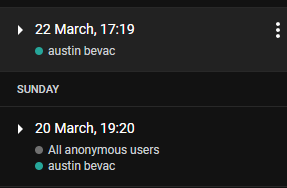 22 March, 17:19
austin bevac
SUNDAY
20 March, 19:20
All anonymous users
austin bevac